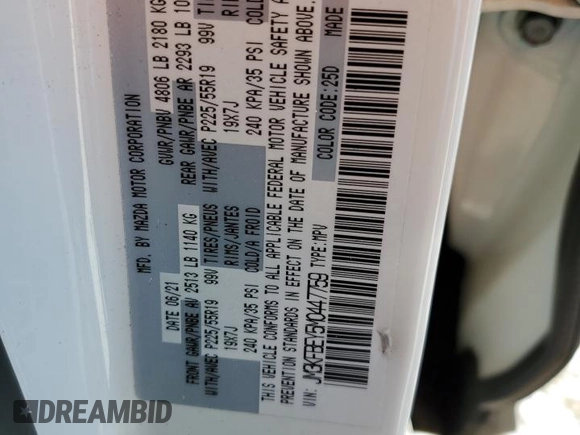 MFD. BY MAZDA MOTOR CORPORATION
DATE 06/21 GVWR/PNBV 4806 LB 2180 KG
FRONT GAWR/PNBE AV 2513 LB 1140 KG REAR GAWR/PNBE AR 2293 LB
WITH/AVEC P225/55R19 99V TIRES/PNEUS WITH/AVEC P225/55R19 99V
19X7J RIMS/JANTES 19X7J
240 KPA/35 PSI COLD/A FROID 240 KPA/35 PSI COLD
THIS VEHICLE CONFORMS TO ALL APPLICABLE FEDERAL MOTOR VEHICLE SAFETY
PREVENTION STANDARDS IN EFFECT ON THE DATE OF MANUFACTURE SHOWN ABOVE.
COLOR CODE:25D MADE
VIN: JM3KFBEY5M0447759 TYPE:MPV
DREAMBID